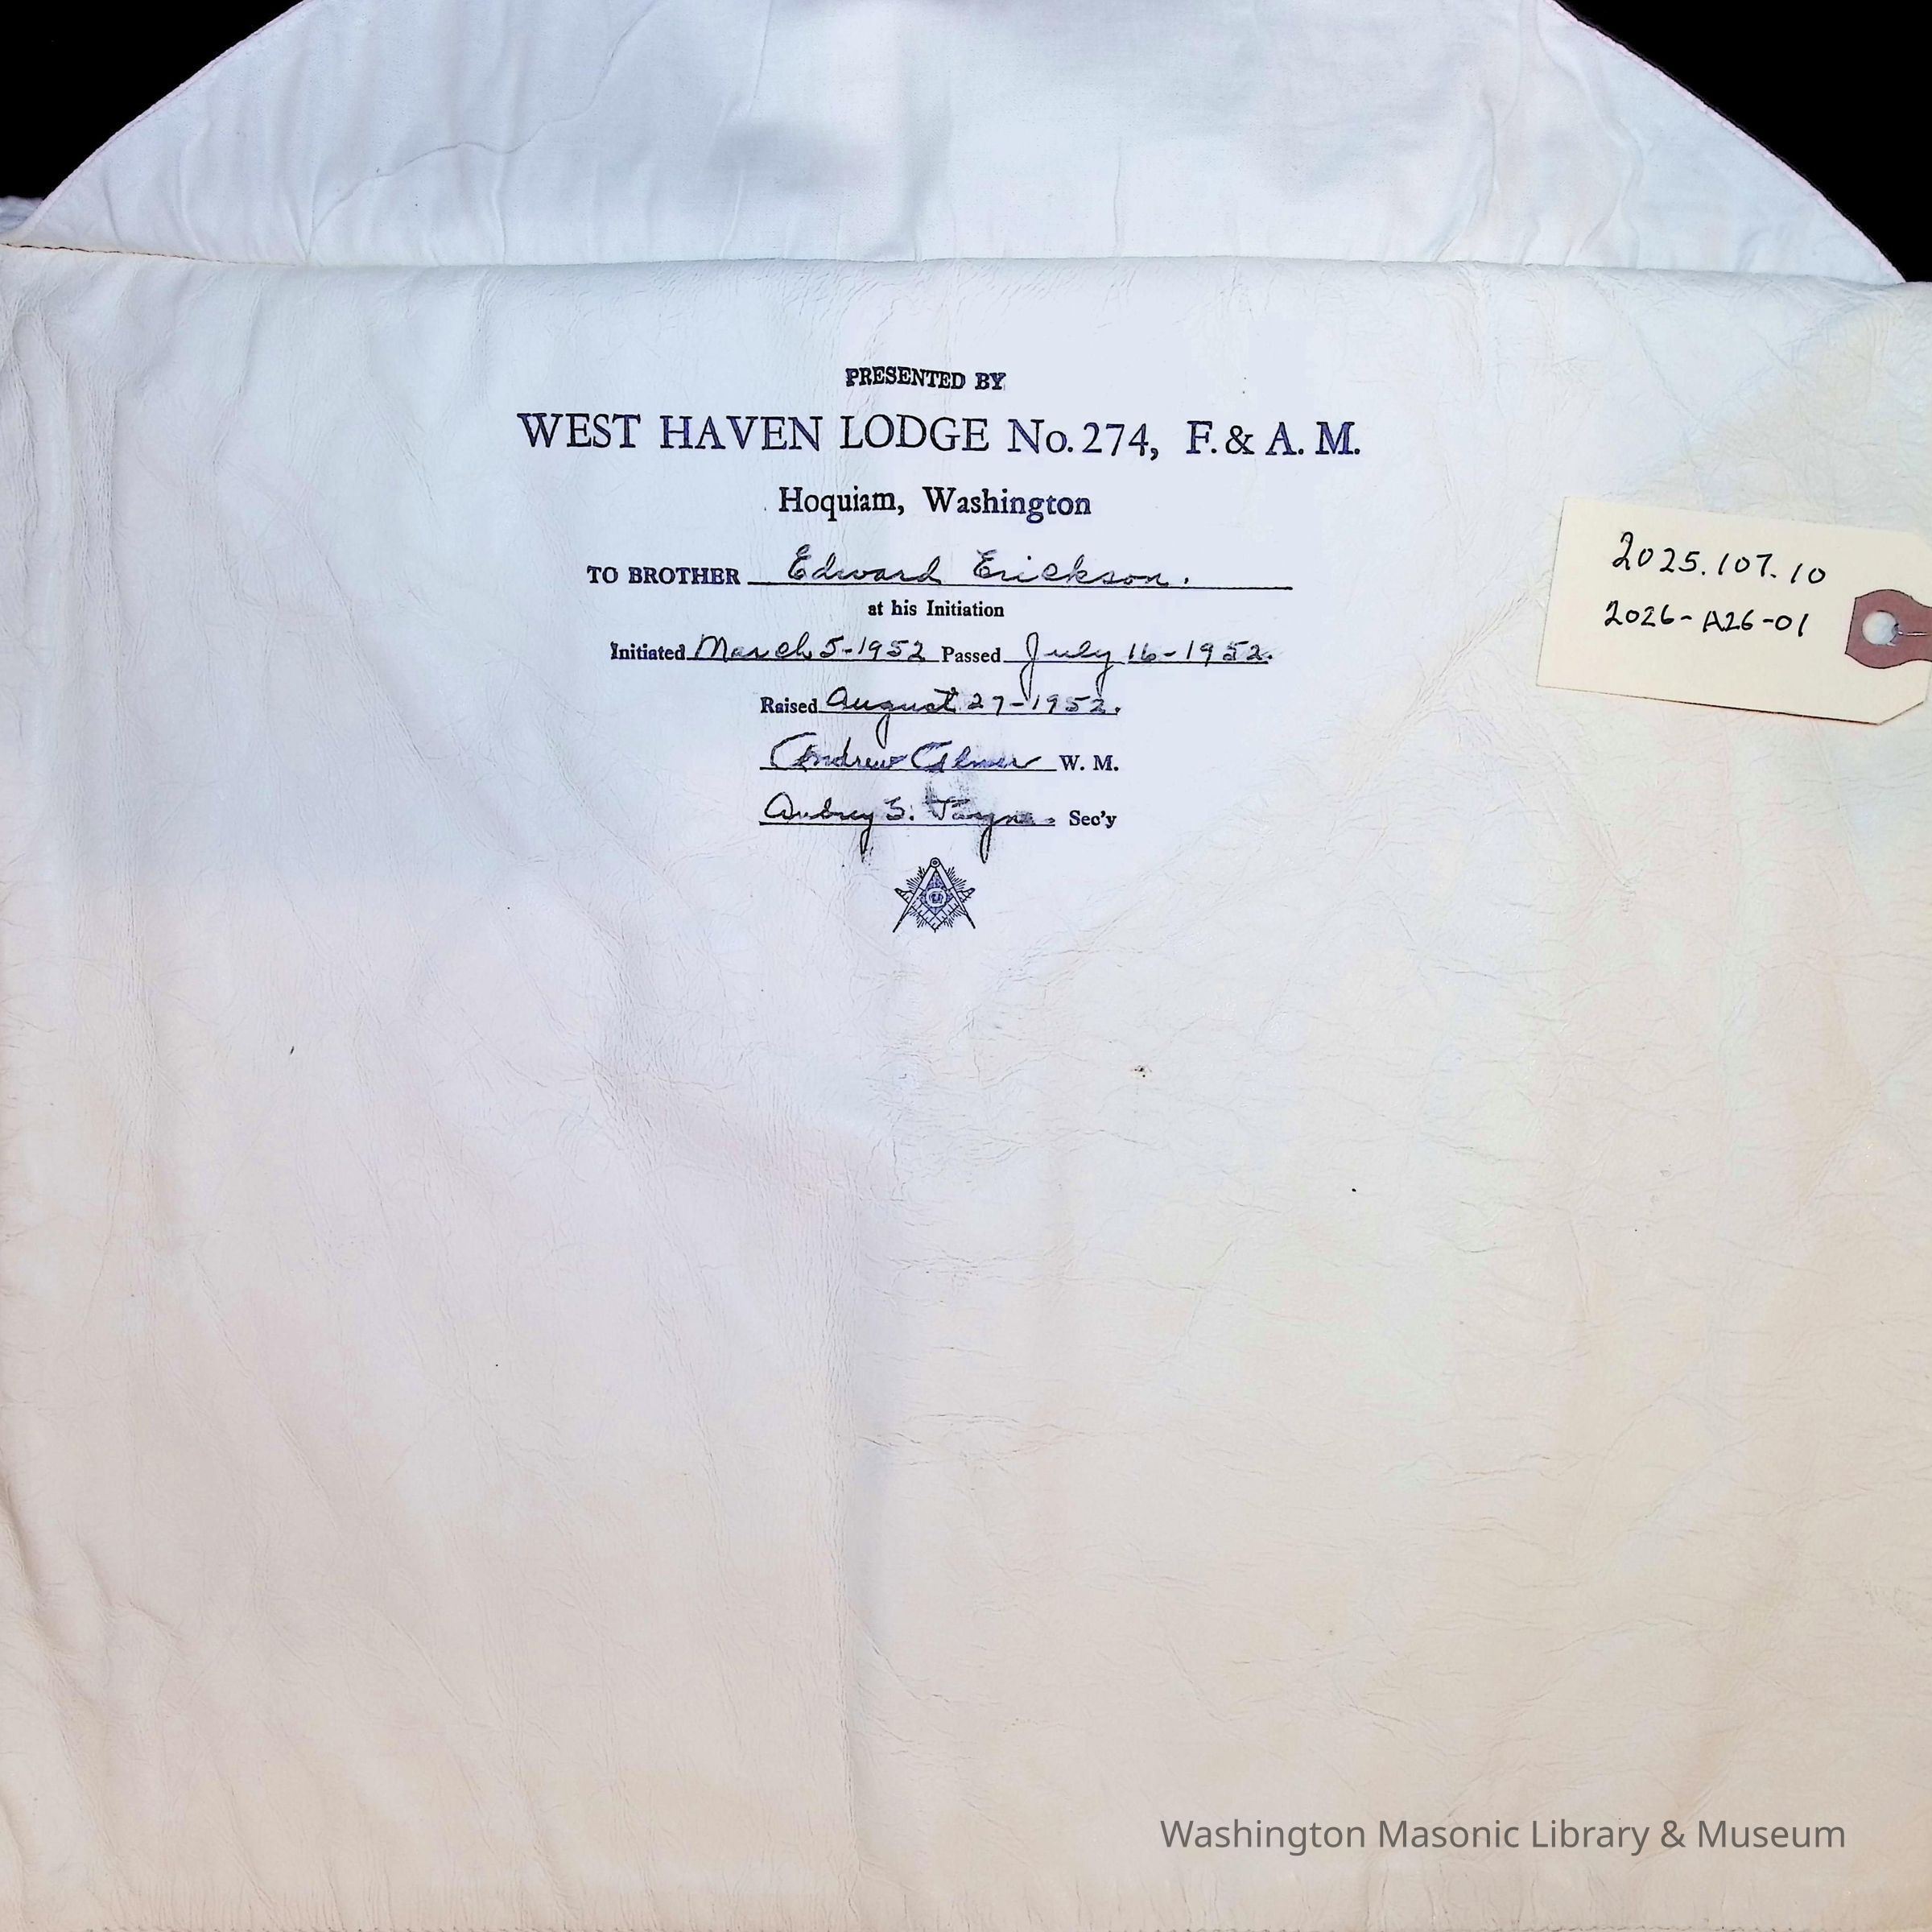 PRESENTED BY
WEST HAVEN LODGE No. 274, F. & A. M.
Hoquiam, Washington
TO BROTHER Edward Erickson.
at his Initiation
Initiated March 5-1952 Passed July 16-1952.
Raised August 27-1952.
Andrew W. M.
Aubrey S. Sec'y
2025.107.10
2026-A26-01
Washington Masonic Library & Museum